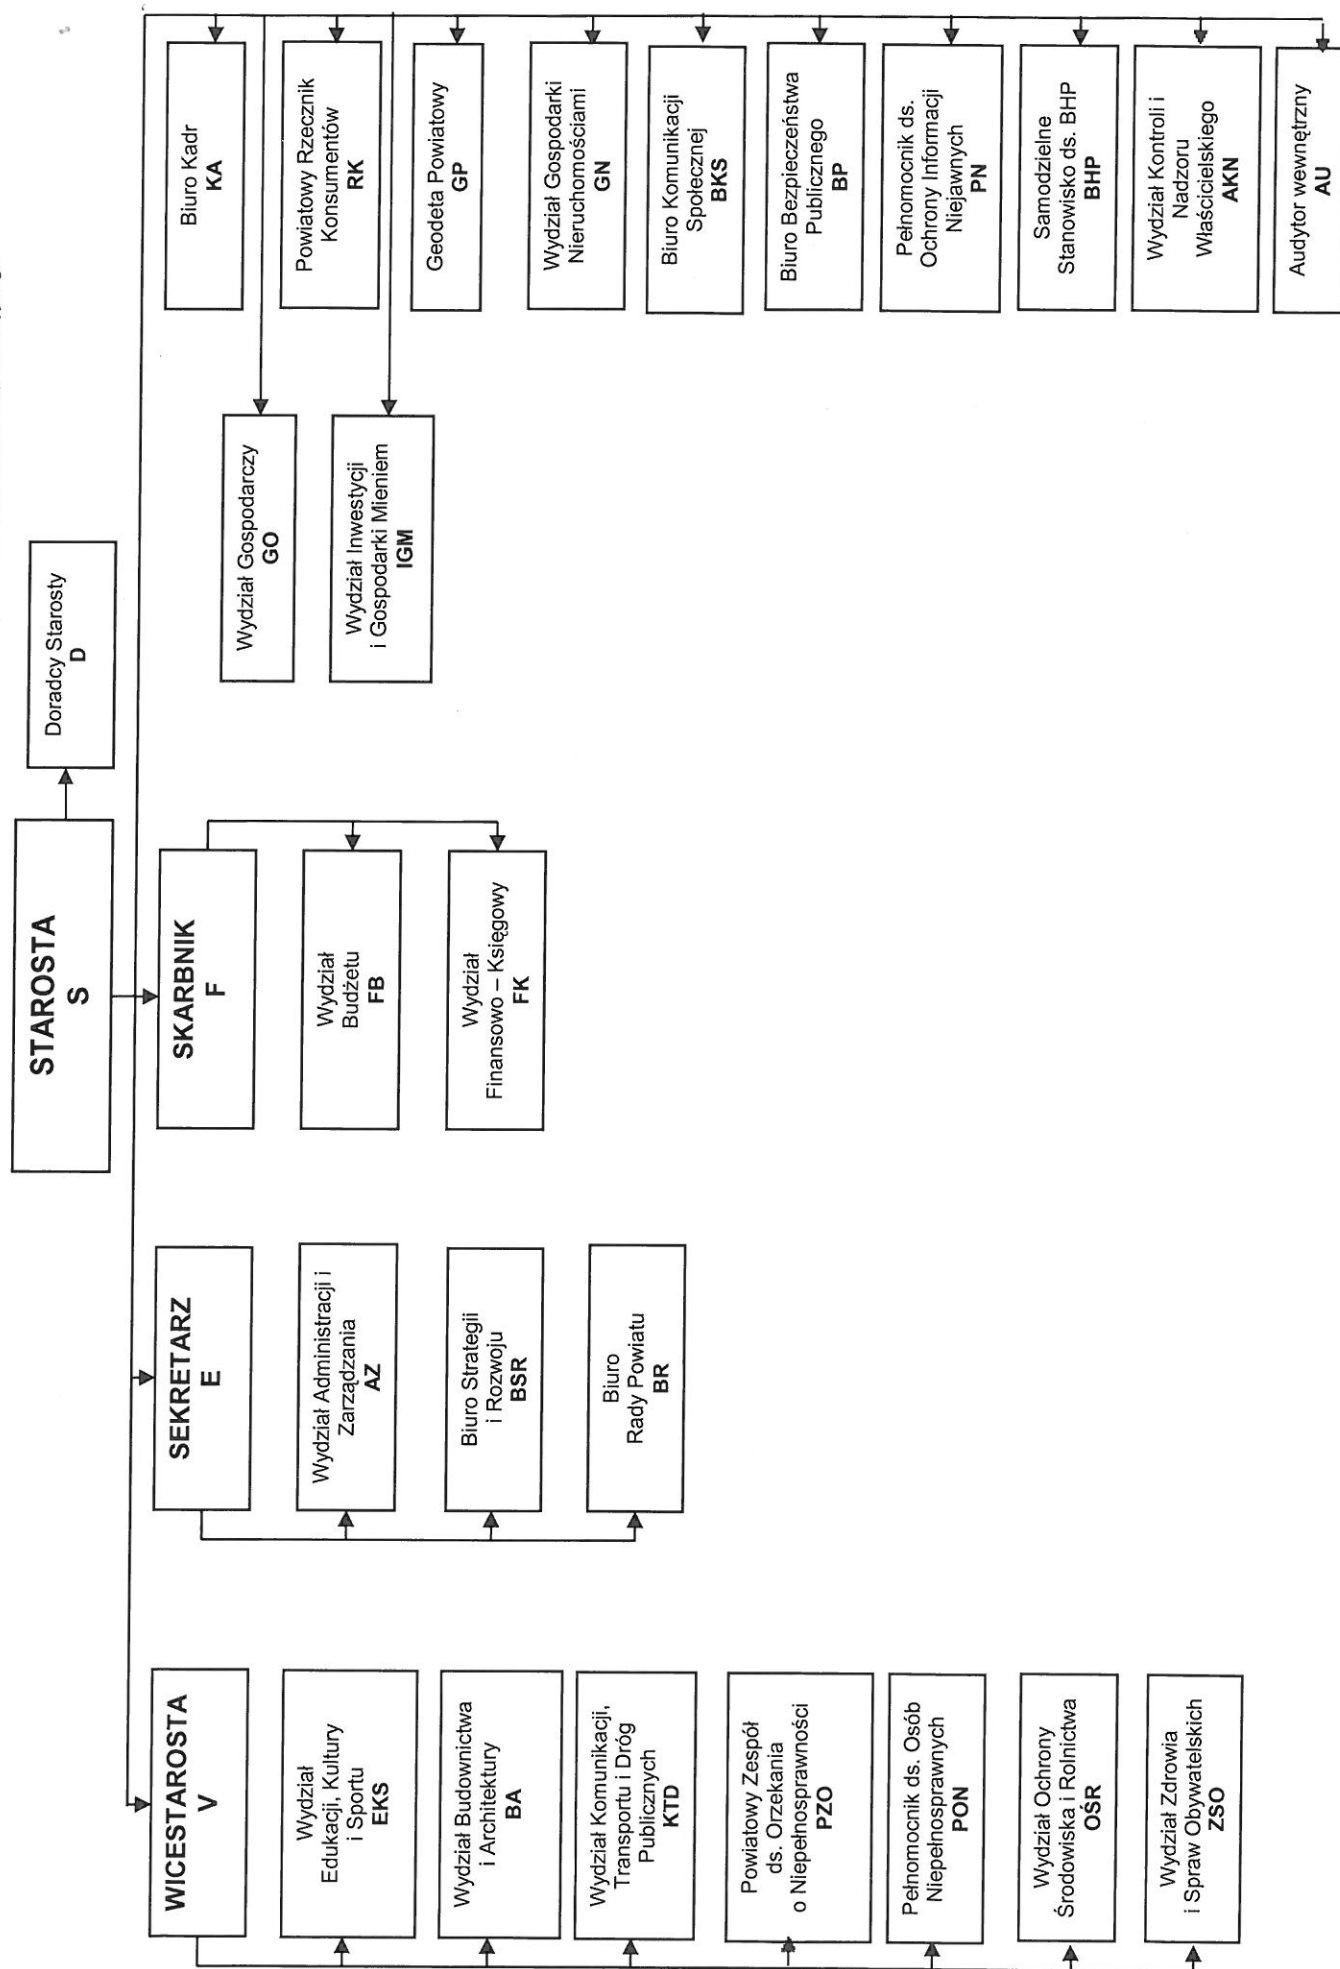 STAROSTA
S
Doradcy Starosty
D
WICESTAROSTA
V
Wydział
Edukacji, Kultury
i Sportu
EKS
Wydział Budownictwa
i Architektury
BA
Wydział Komunikacji,
Transportu i Dróg
Publicznych
KTD
Powiatowy Zespół
ds. Orzekania
o Niepełnosprawności
PZO
Pełnomocnik ds. Osób
Niepełnosprawnych
PON
Wydział Ochrony
Środowiska i Rolnictwa
OŚR
Wydział Zdrowia
i Spraw Obywatelskich
ZSO
SEKRETARZ
E
Wydział Administracji i
Zarządzania
AZ
Biuro Strategii
i Rozwoju
BSR
Biuro
Rady Powiatu
BR
SKARBNIK
F
Wydział
Budżetu
FB
Wydział
Finansowo – Księgowy
FK
Wydział Gospodarczy
GO
Wydział Inwestycji
i Gospodarki Mieniem
IGM
Biuro Kadr
KA
Powiatowy Rzecznik
Konsumentów
RK
Geodeta Powiatowy
GP
Wydział Gospodarki
Nieruchomościami
GN
Biuro Komunikacji
Społecznej
BKS
Biuro Bezpieczeństwa
Publicznego
BP
Pełnomocnik ds.
Ochrony Informacji
Niejawnych
PN
Samodzielne
Stanowisko ds. BHP
BHP
Wydział Kontroli i
Nadzoru
Właścicielskiego
AKN
Audytor wewnętrzny
AU